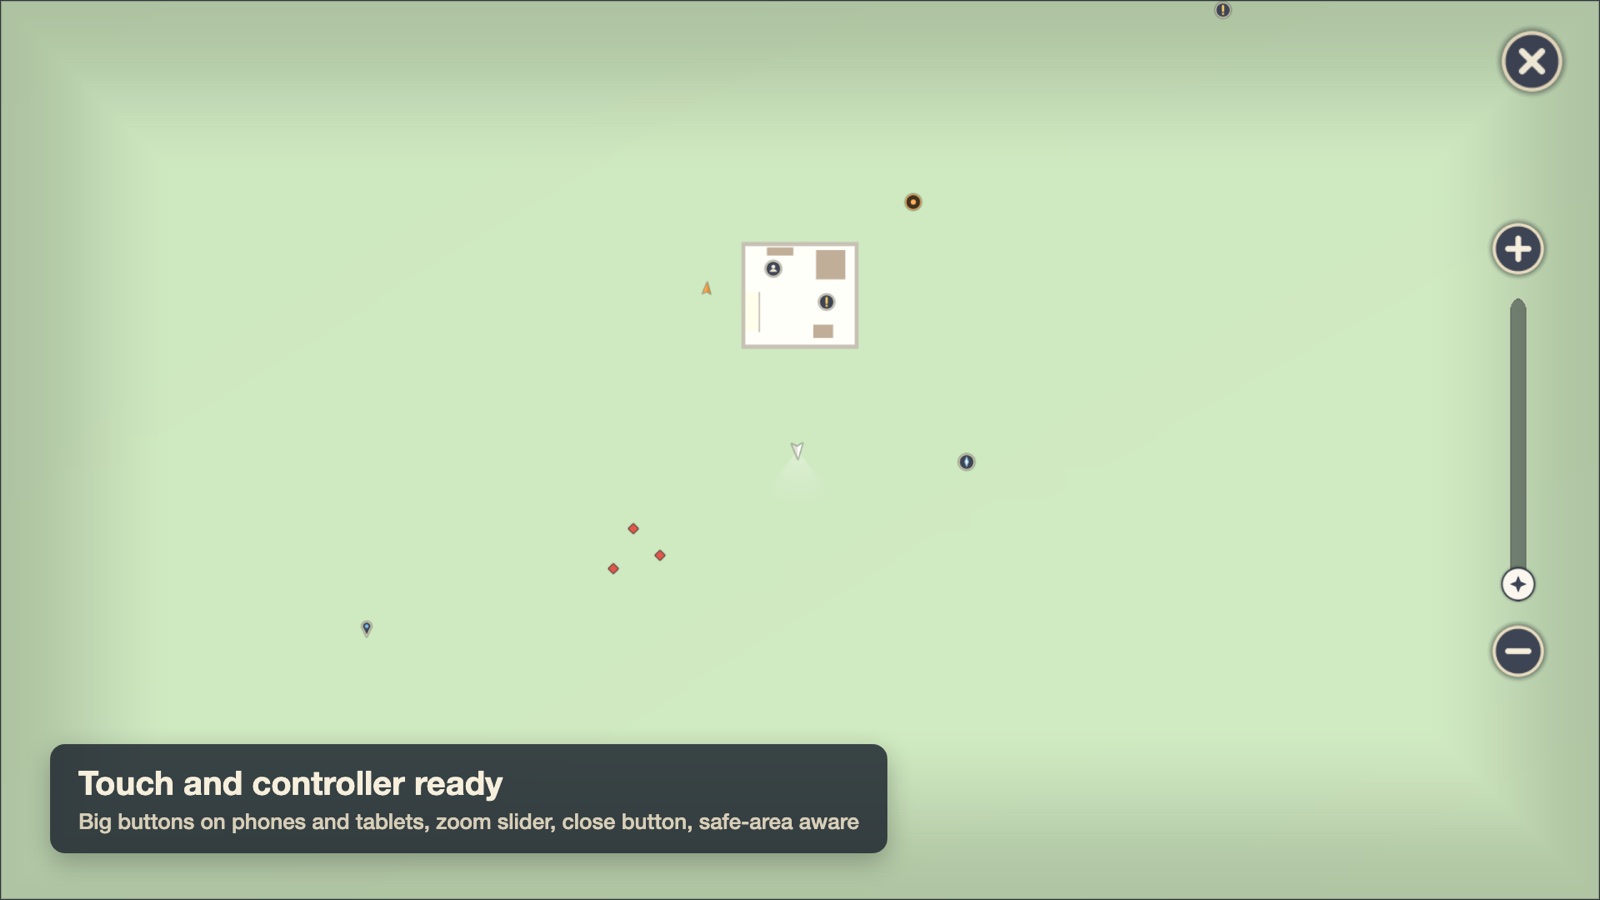 Touch and controller ready
Big buttons on phones and tablets, zoom slider, close button, safe-area aware